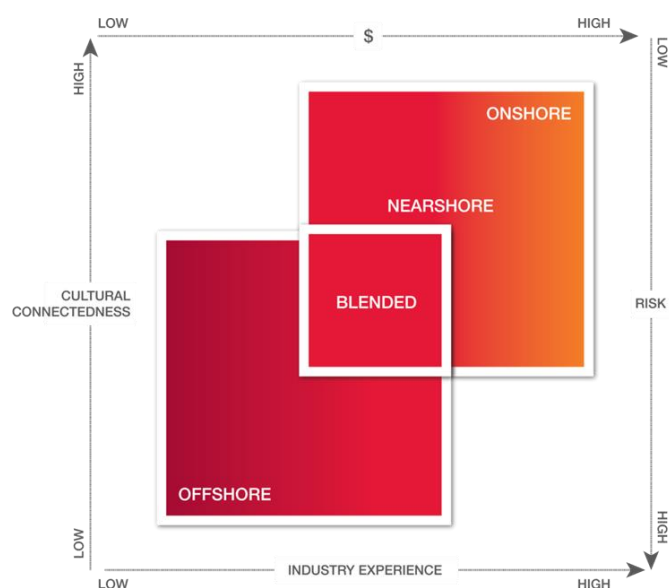 LOW
$
HIGH
LOW
HIGH
ONSHORE
NEARSHORE
BLENDED
CULTURAL
CONNECTEDNESS
RISK
OFFSHORE
LOW
HIGH
LOW
INDUSTRY EXPERIENCE
HIGH